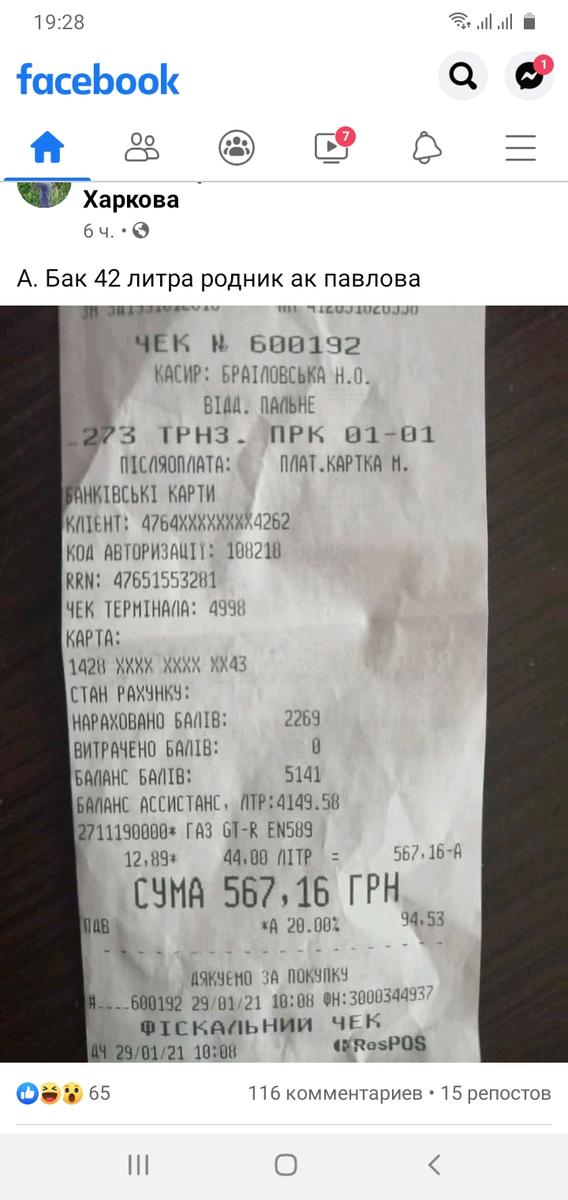 19:28
facebook
1
7
Харкова
6 ч. •
А. Бак 42 литра родник ак павлова
ЧЕК № 600192
КАСИР: БРАІЛОВСЬКА Н.О.
ВІДД. ПАЛЬНЕ
273 ТРНЗ. ПРК 01-01
ПІСЛЯОПЛАТА: ПЛАТ.КАРТКА М.
БАНКІВСЬКІ КАРТИ
КЛІЄНТ: 4764XXXXXXXX4262
КОД АВТОРИЗАЦІЇ: 108218
RRN: 47651553281
ЧЕК ТЕРМІНАЛА: 4998
КАРТА:
1428 XXXX XXXX XX43
СТАН РАХУНКУ:
НАРАХОВАНО БАЛІВ: 2269
ВИТРАЧЕНО БАЛІВ: 0
БАЛАНС БАЛІВ: 5141
БАЛАНС АССИСТАНС, ЛТР:4149.58
2711190000* ГАЗ GT-R EN589
12,89* 44,00 ЛІТР = 567,16-А
СУМА 567,16 ГРН
ПДВ *А 20.00% 94,53
ДЯКУЄМО ЗА ПОКУПКУ
#....600192 29/01/21 10:08 ФН:3000344937
ФІСКАЛЬНИЙ ЧЕК
ДЧ 29/01/21 10:08 ResPOS
65 116 комментариев • 15 репостов